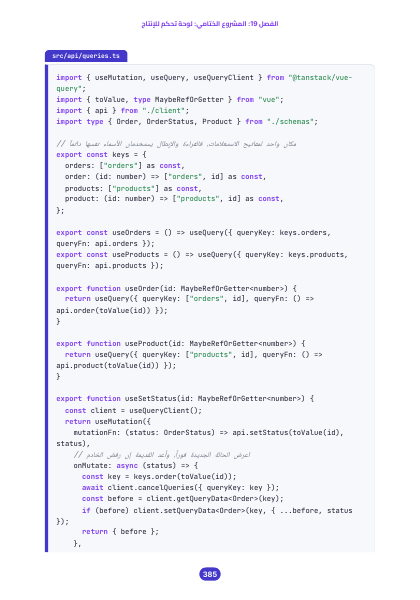 الفصل 19: المشروع الختامي: لوحة تحكم للإنتاج
src/api/queries.ts
import { useMutation, useQuery, useQueryClient } from "@tanstack/vue-
query";
import { toValue, type MaybeRefOrGetter } from "vue";
import { api } from "./client";
import type { Order, OrderStatus, Product } from "./schemas";
// مكان واحد لمفاتيح الاستعلامات، فالقراءة والإبطال يستخدمان الأسماء نفسها دائماً
export const keys = {
  orders: ["orders"] as const,
  order: (id: number) => ["orders", id] as const,
  products: ["products"] as const,
  product: (id: number) => ["products", id] as const,
};
export const useOrders = () => useQuery({ queryKey: keys.orders,
queryFn: api.orders });
export const useProducts = () => useQuery({ queryKey: keys.products,
queryFn: api.products });
export function useOrder(id: MaybeRefOrGetter<number>) {
  return useQuery({ queryKey: ["orders", id], queryFn: () =>
api.order(toValue(id)) });
}
export function useProduct(id: MaybeRefOrGetter<number>) {
  return useQuery({ queryKey: ["products", id], queryFn: () =>
api.product(toValue(id)) });
}
export function useSetStatus(id: MaybeRefOrGetter<number>) {
  const client = useQueryClient();
  return useMutation({
    mutationFn: (status: OrderStatus) => api.setStatus(toValue(id),
status),
    // اعرض الحالة الجديدة فوراً، وأعد القديمة إن رفض الخادم
    onMutate: async (status) => {
      const key = keys.order(toValue(id));
      await client.cancelQueries({ queryKey: key });
      const before = client.getQueryData<Order>(key);
      if (before) client.setQueryData<Order>(key, { ...before, status
});
      return { before };
    },
385